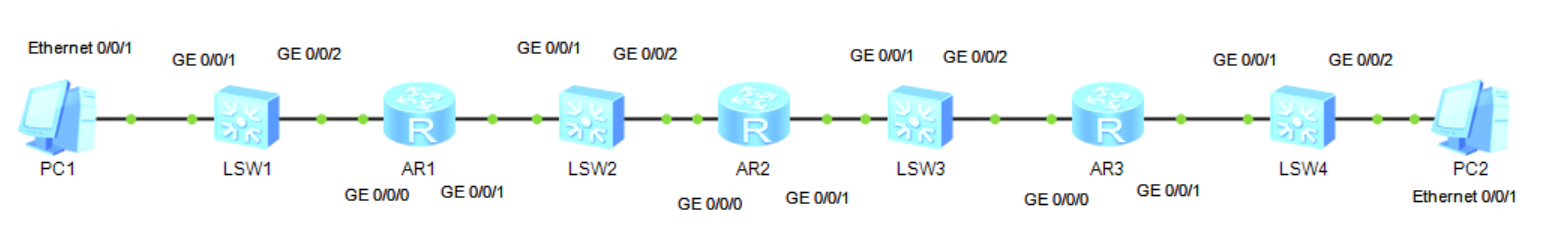 Ethernet 0/0/1
GE 0/0/1
GE 0/0/2
GE 0/0/1
GE 0/0/2
GE 0/0/1
GE 0/0/2
GE 0/0/1
GE 0/0/2
R
R
R
PC1
LSW1
AR1
LSW2
AR2
LSW3
AR3
LSW4
PC2
GE 0/0/0
GE 0/0/1
GE 0/0/0
GE 0/0/1
GE 0/0/0
GE 0/0/1
Ethernet 0/0/1